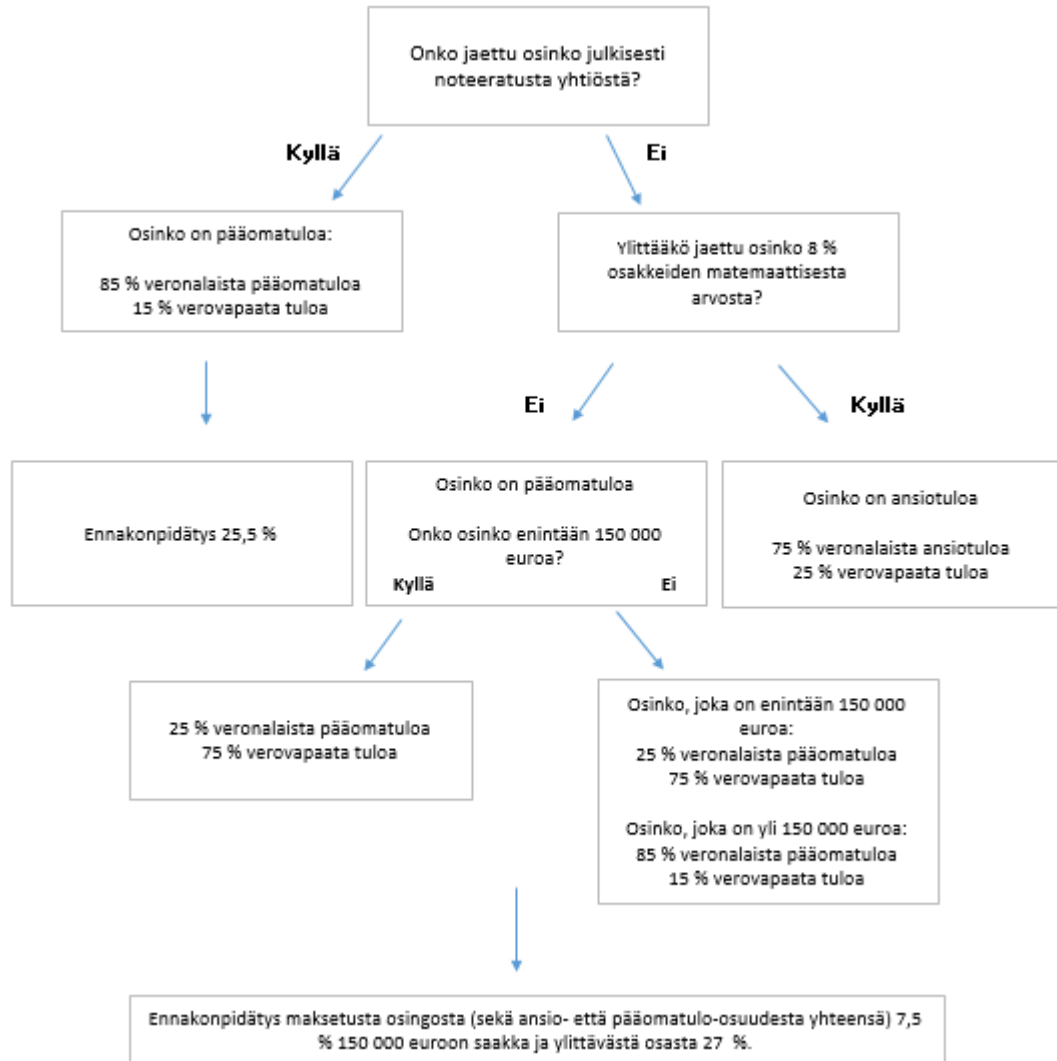 Onko jaettu osinko julkisesti
noteeratusta yhtiöstä?
Kyllä
Ei
Osinko on pääomatuloa:
85 % veronalaista pääomatuloa
15 % verovapaata tuloa
Ylittääkö jaettu osinko 8 %
osakkeiden matemaattisesta
arvosta?
Ei
Kyllä
Ennakonpidätys 25,5 %
Osinko on pääomatuloa
Onko osinko enintään 150 000
euroa?
Kyllä
Ei
Osinko on ansiotuloa
75 % veronalaista ansiotuloa
25 % verovapaata tuloa
25 % veronalaista pääomatuloa
75 % verovapaata tuloa
Osinko, joka on enintään 150 000
euroa:
25 % veronalaista pääomatuloa
75 % verovapaata tuloa
Osinko, joka on yli 150 000 euroa:
85 % veronalaista pääomatuloa
15 % verovapaata tuloa
Ennakonpidätys maksetusta osingosta (sekä ansio- että pääomatulo-osuudesta yhteensä) 7,5
% 150 000 euroon saakka ja ylittävästä osasta 27 %.